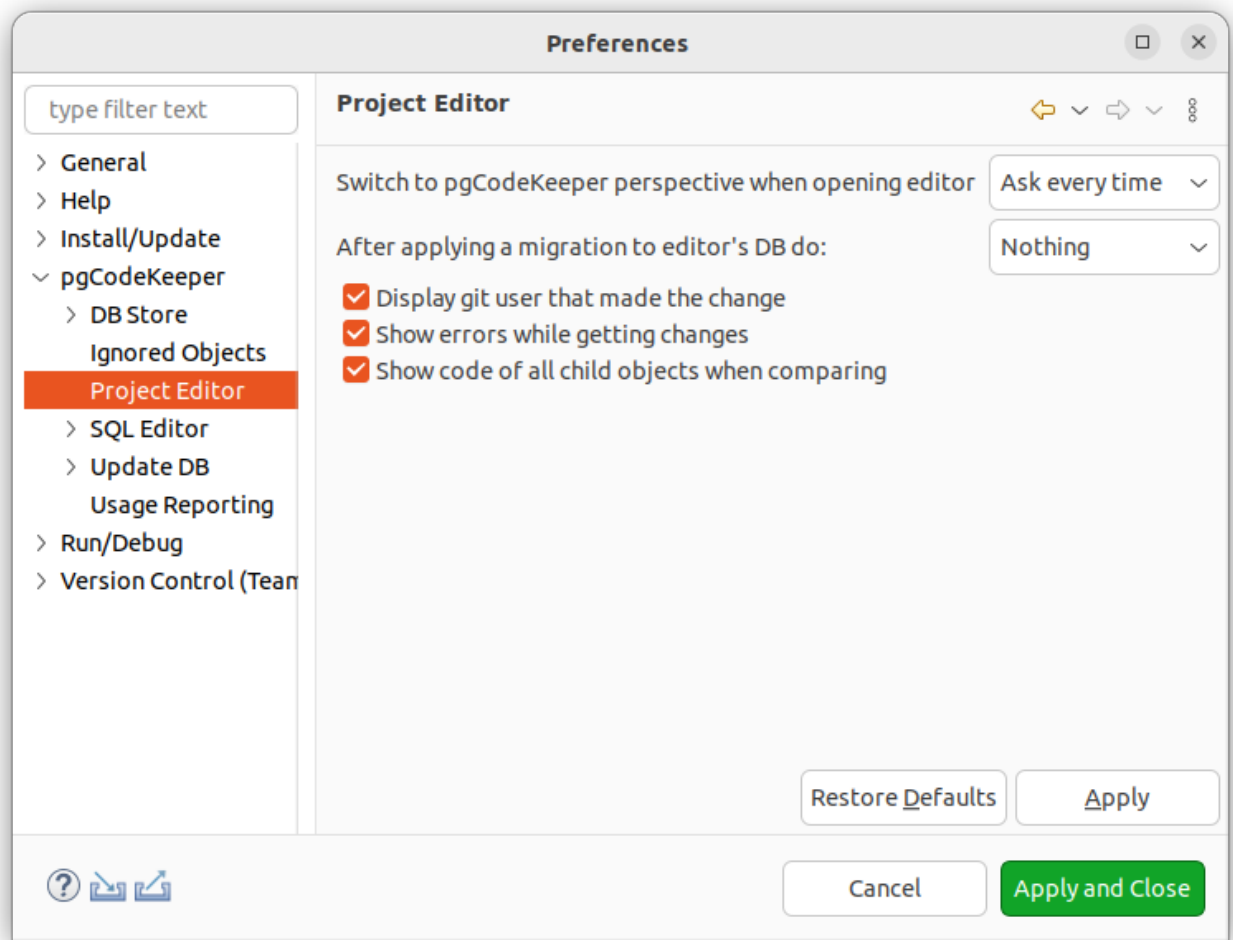 Preferences
type filter text
Project Editor
General
Help
Install/Update
pgCodeKeeper
DB Store
Ignored Objects
Project Editor
SQL Editor
Update DB
Usage Reporting
Run/Debug
Version Control (Team
Switch to pgCodeKeeper perspective when opening editor Ask every time
After applying a migration to editor's DB do: Nothing
Display git user that made the change
Show errors while getting changes
Show code of all child objects when comparing
Restore Defaults Apply
? Cancel Apply and Close